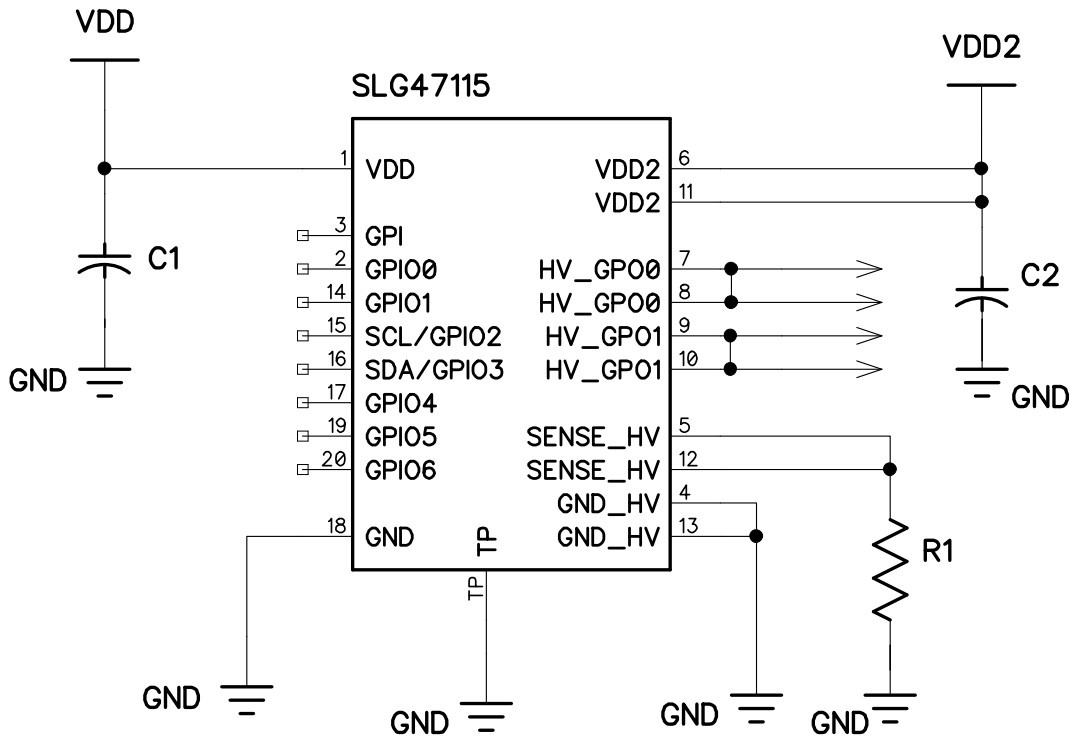 VDD
VDD2
SLG47115
1 VDD
VDD2 6
VDD2 11
3 GPI
2 GPIO0
HV_GPO0 7
C1
14 GPIO1
HV_GPO0 8
C2
15 SCL/GPIO2
HV_GPO1 9
16 SDA/GPIO3
HV_GPO1 10
GND
GND
17 GPIO4
19 GPIO5
SENSE_HV 5
20 GPIO6
SENSE_HV 12
GND_HV 4
18 GND
TP
GND_HV 13
R1
TP
GND
GND
GND
GND